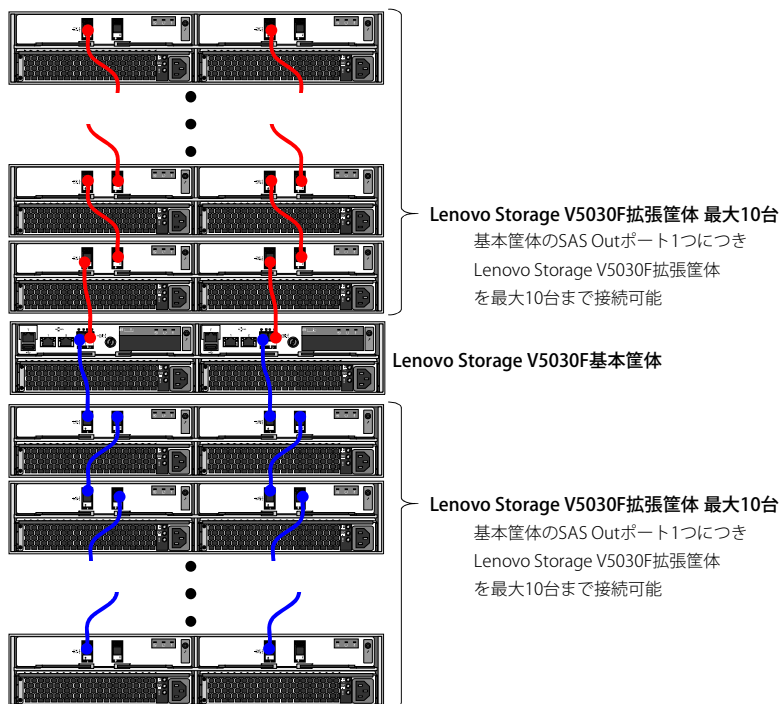 Lenovo Storage V5030F拡張筐体 最大10台
基本筐体のSAS Outポート1つにつき
Lenovo Storage V5030F拡張筐体
を最大10台まで接続可能
Lenovo Storage V5030F基本筐体
Lenovo Storage V5030F拡張筐体 最大10台
基本筐体のSAS Outポート1つにつき
Lenovo Storage V5030F拡張筐体
を最大10台まで接続可能